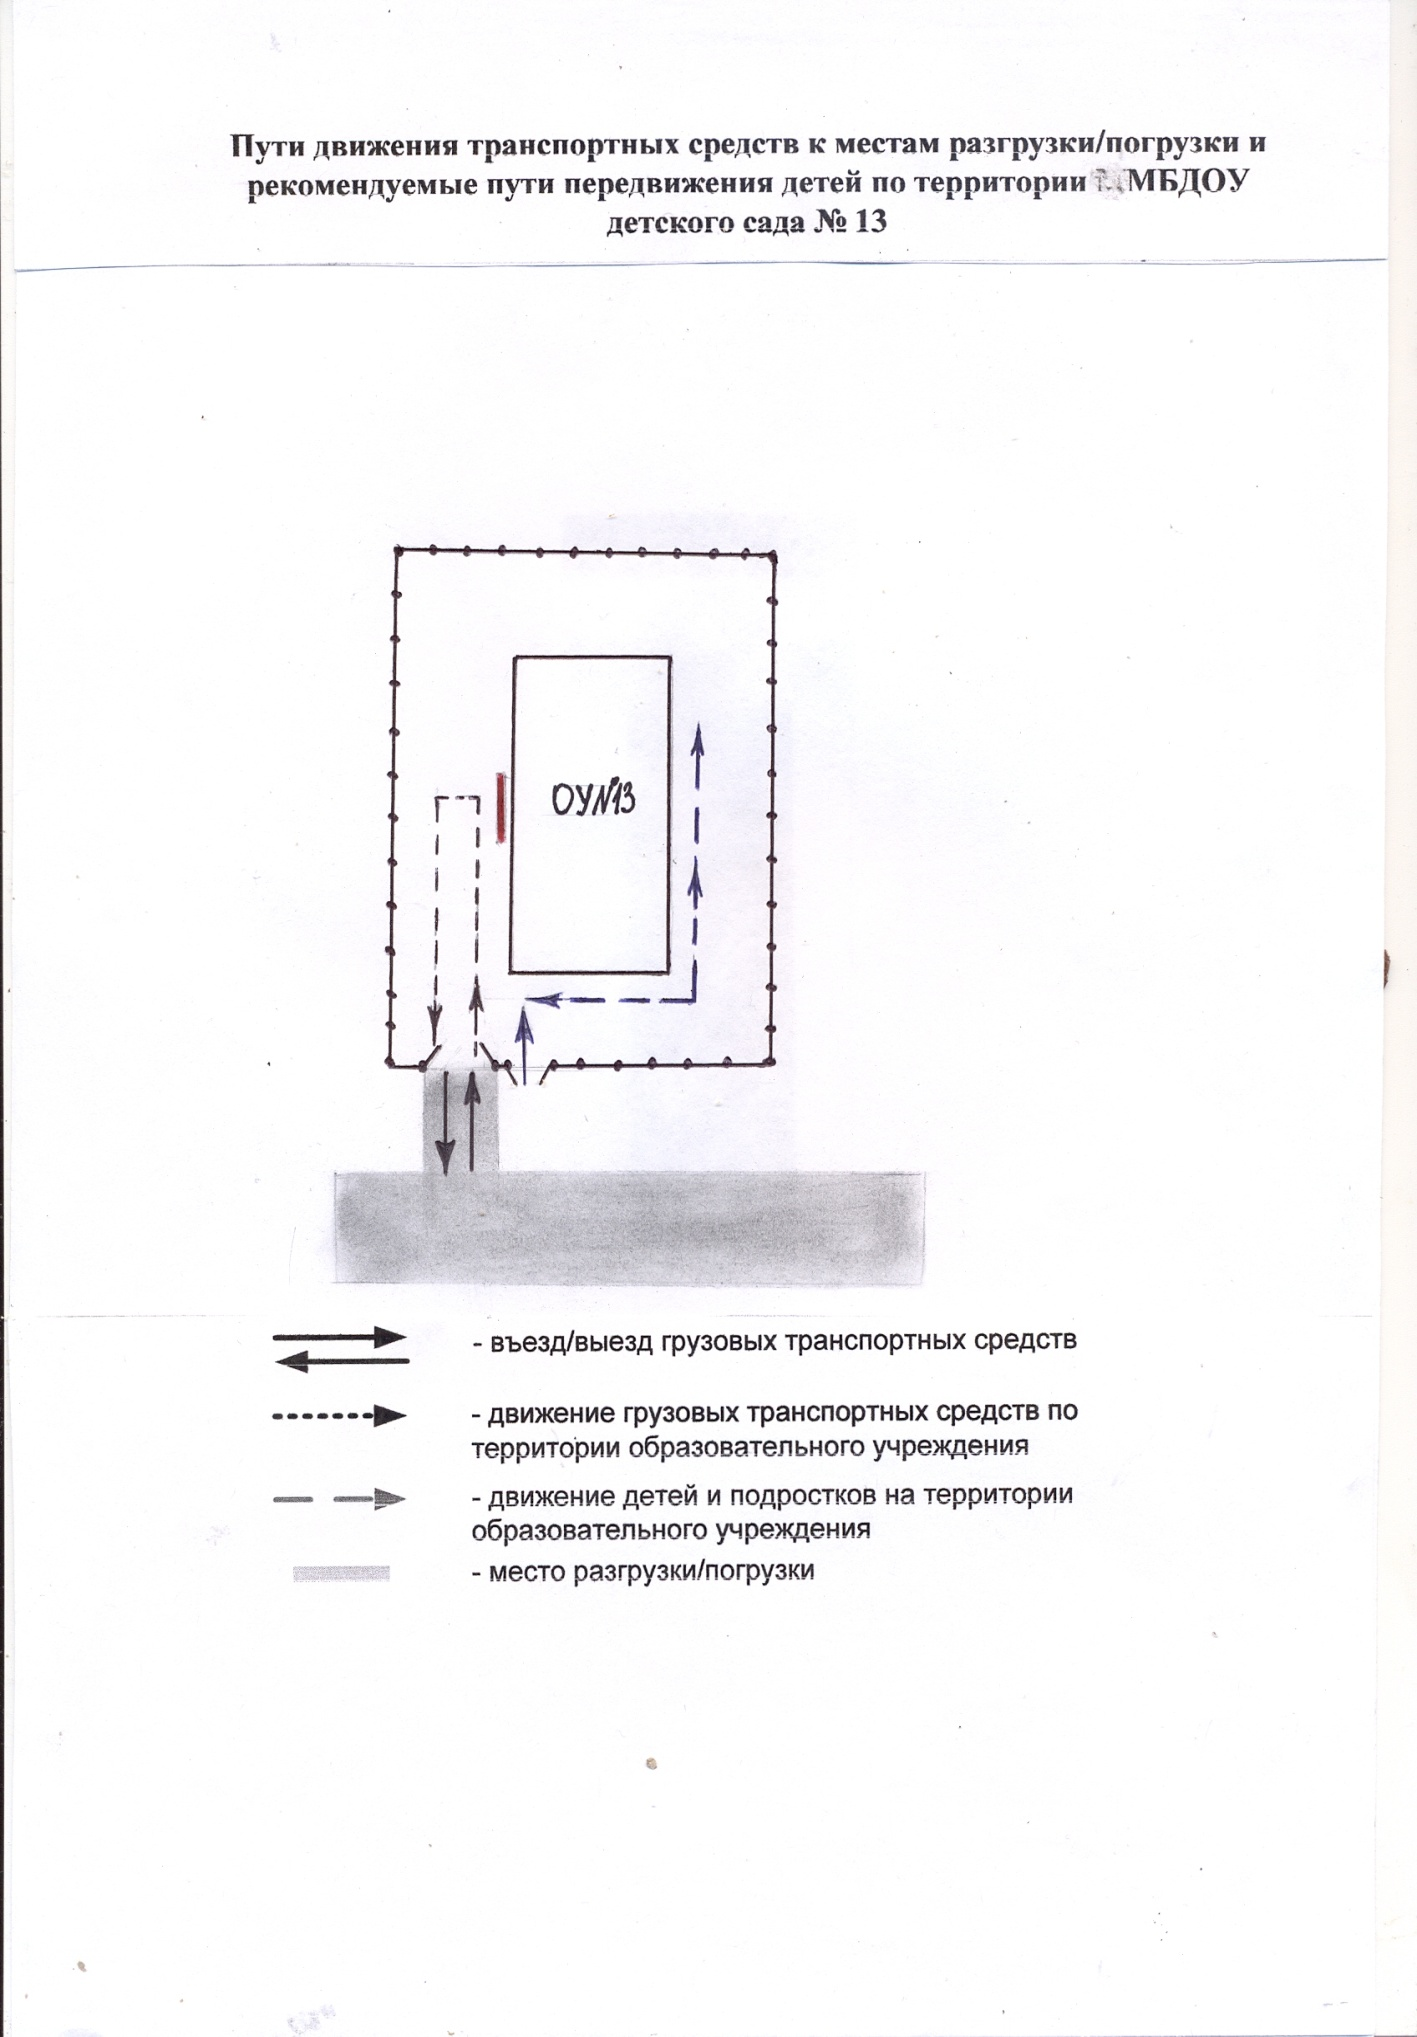 Пути движения транспортных средств к местам разгрузки/погрузки и
рекомендуемые пути передвижения детей по территории МБДОУ
детского сада № 13
ОУ№13
- въезд/выезд грузовых транспортных средств
- движение грузовых транспортных средств по
территории образовательного учреждения
- движение детей и подростков на территории
образовательного учреждения
- место разгрузки/погрузки